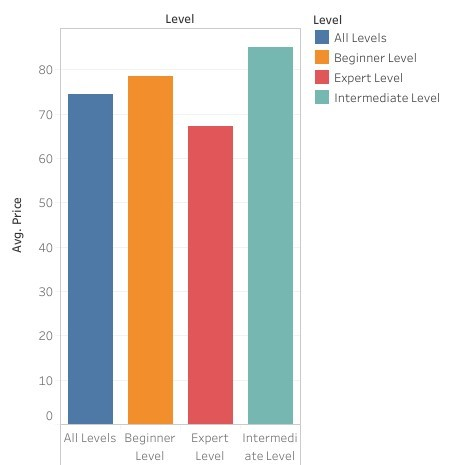 Level
Level
All Levels
Beginner Level
Expert Level
Intermediate Level
Avg. Price
80
70
60
50
40
30
20
10
0
All Levels
Beginner
Level
Expert
Level
Intermedi
ate Level